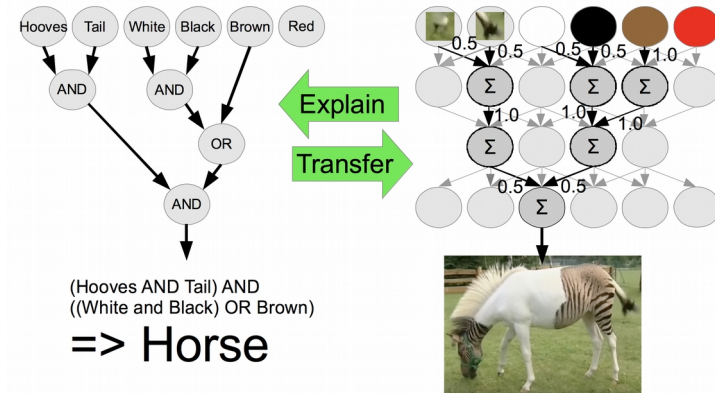 Hooves Tail White Black Brown Red
0.5 0.5 0.5 0.5 1.0
AND AND
Σ Σ Σ
Explain
1.0 1.0 1.0
OR
Σ Σ
Transfer
0.5 0.5
AND
Σ
(Hooves AND Tail) AND
((White and Black) OR Brown)
=> Horse